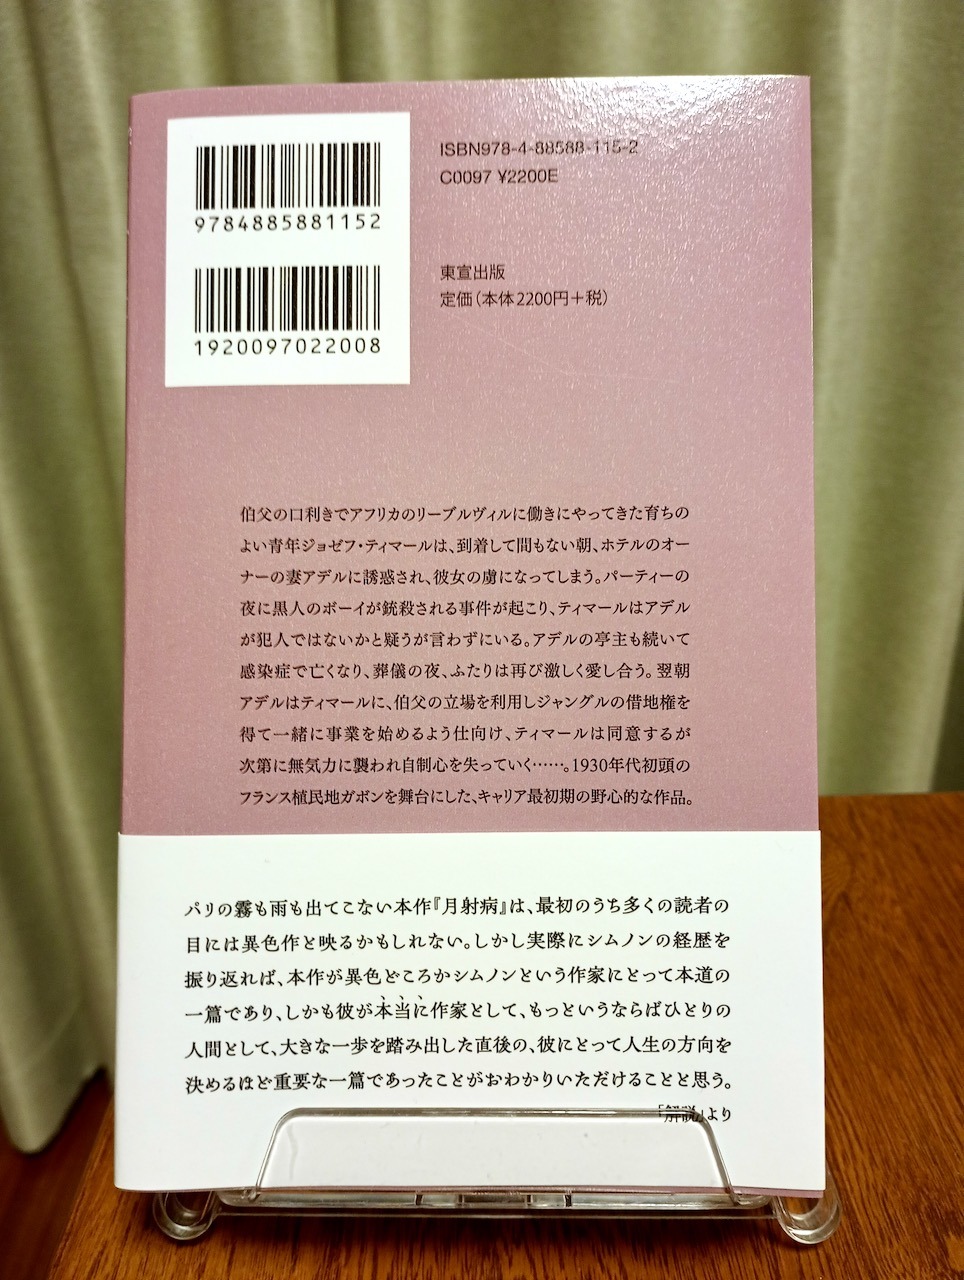 9784885881152
1920097022008
ISBN978-4-88588-115-2
C0097 ¥2200E
東宣出版
定価(本体2200円+税)
伯父の口利きでアフリカのリーブルヴィルに働きにやってきた育ちの
よい青年ジョゼフ・ティマールは、到着して間もない朝、ホテルのオー
ナーの妻アデルに誘惑され、彼女の虜になってしまう。パーティーの
夜に黒人のボーイが銃殺される事件が起こり、ティマールはアデル
が犯人ではないかと疑うが言わずにいる。アデルの亭主も続いて
感染症で亡くなり、葬儀の夜、ふたりは再び激しく愛し合う。翌朝
アデルはティマールに、伯父の立場を利用しジャングルの借地権を
得て一緒に事業を始めるよう仕向け、ティマールは同意するが
次第に無気力に襲われ自制心を失っていく……。1930年代初頭の
フランス植民地ガボンを舞台にした、キャリア最初期の野心的な作品。
パリの霧も雨も出てこない本作『月射病』は、最初のうち多くの読者の
目には異色作と映るかもしれない。しかし実際にシムノンの経歴を
振り返れば、本作が異色どころかシムノンという作家にとって本道の
一篇であり、しかも彼が本当に作家として、もっというならばひとりの
人間として、大きな一歩を踏み出した直後の、彼にとって人生の方向を
決めるほど重要な一篇であったことがおわかりいただけることと思う。
「解説」より